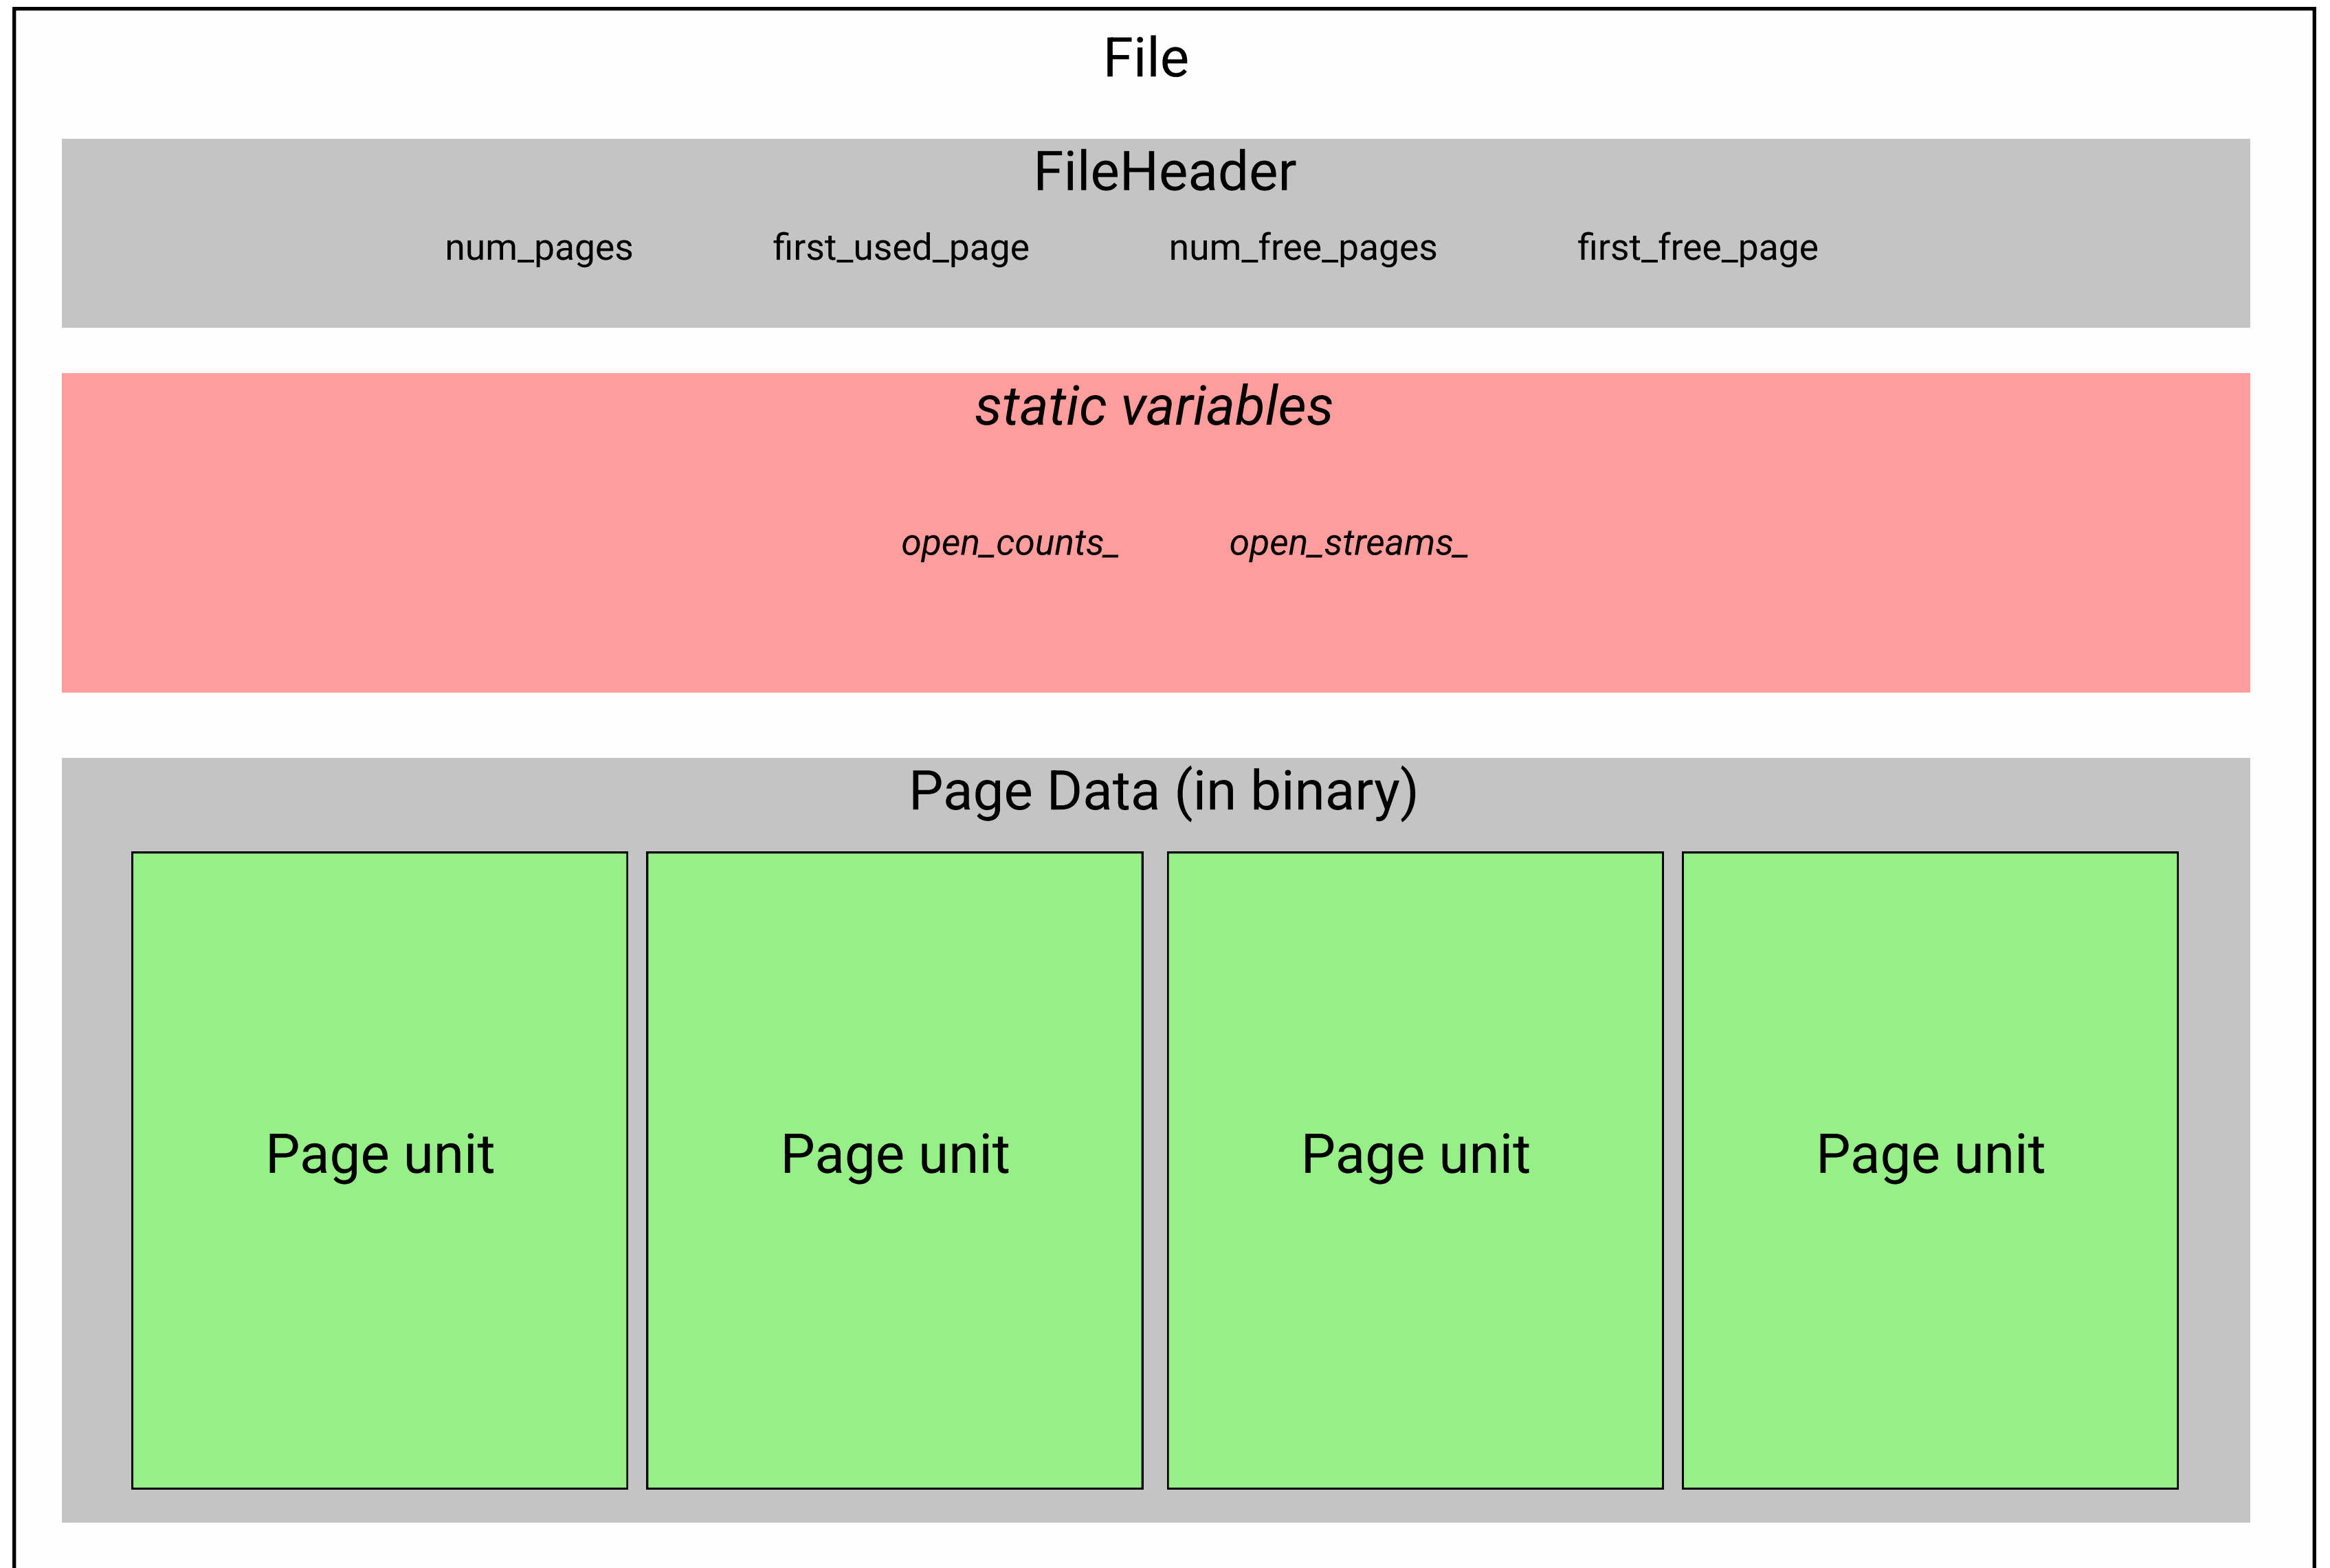 File
FileHeader
num_pages first_used_page num_free_pages first_free_page
static variables
open_counts_ open_streams_
Page Data (in binary)
Page unit Page unit Page unit Page unit